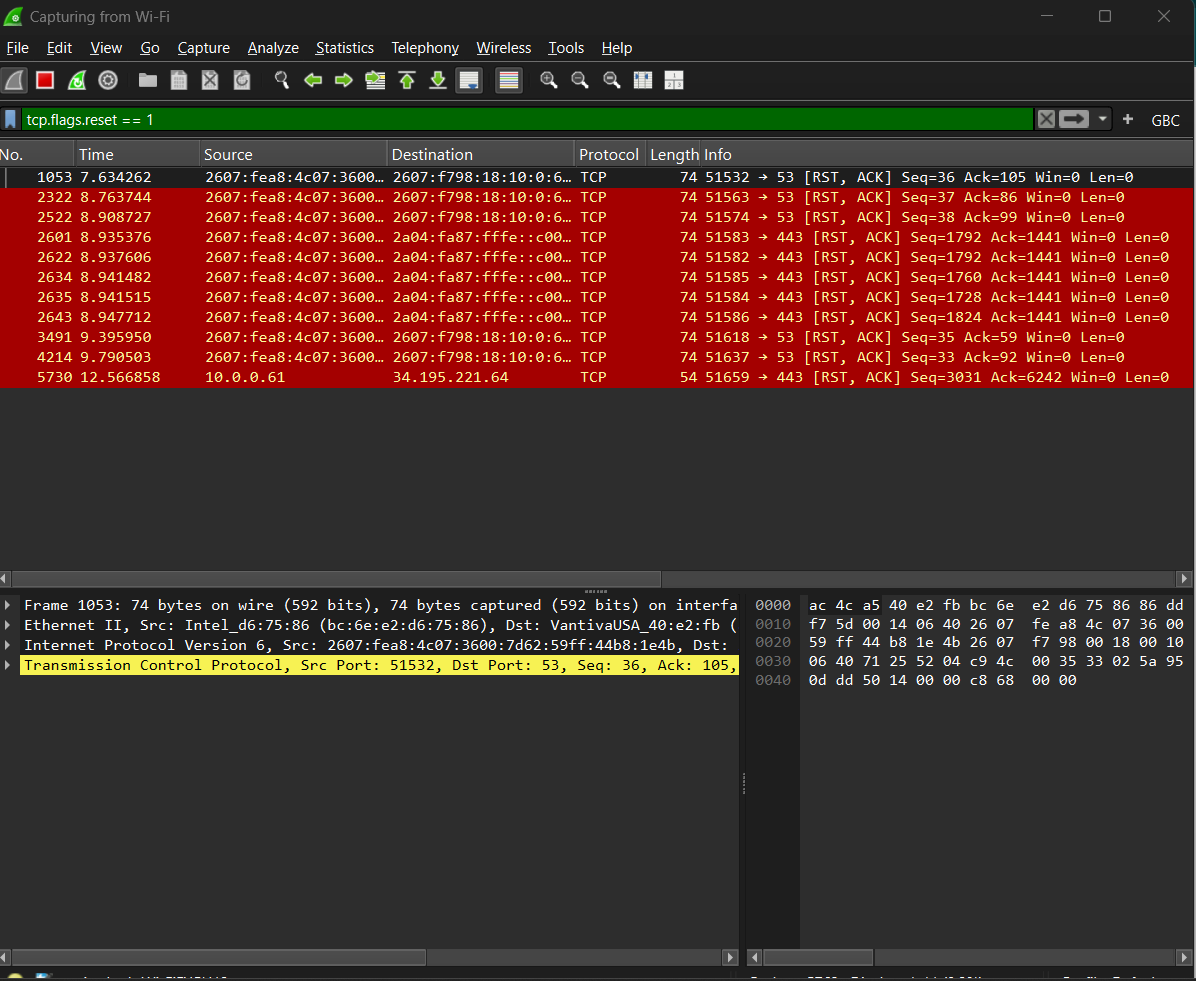 Capturing from Wi-Fi
File Edit View Go Capture Analyze Statistics Telephony Wireless Tools Help
tcp.flags.reset == 1 GBC
No. Time Source Destination Protocol Length Info
1053 7.634262 2607:fea8:4c07:3600… 2607:f798:18:10:0:6… TCP 74 51532 → 53 [RST, ACK] Seq=36 Ack=105 Win=0 Len=0
2322 8.763744 2607:fea8:4c07:3600… 2607:f798:18:10:0:6… TCP 74 51563 → 53 [RST, ACK] Seq=37 Ack=86 Win=0 Len=0
2522 8.908727 2607:fea8:4c07:3600… 2607:f798:18:10:0:6… TCP 74 51574 → 53 [RST, ACK] Seq=38 Ack=99 Win=0 Len=0
2601 8.935376 2607:fea8:4c07:3600… 2a04:fa87:fffe::c00… TCP 74 51583 → 443 [RST, ACK] Seq=1792 Ack=1441 Win=0 Len=0
2622 8.937606 2607:fea8:4c07:3600… 2a04:fa87:fffe::c00… TCP 74 51582 → 443 [RST, ACK] Seq=1792 Ack=1441 Win=0 Len=0
2634 8.941482 2607:fea8:4c07:3600… 2a04:fa87:fffe::c00… TCP 74 51585 → 443 [RST, ACK] Seq=1760 Ack=1441 Win=0 Len=0
2635 8.941515 2607:fea8:4c07:3600… 2a04:fa87:fffe::c00… TCP 74 51584 → 443 [RST, ACK] Seq=1728 Ack=1441 Win=0 Len=0
2643 8.947712 2607:fea8:4c07:3600… 2a04:fa87:fffe::c00… TCP 74 51586 → 443 [RST, ACK] Seq=1824 Ack=1441 Win=0 Len=0
3491 9.395950 2607:fea8:4c07:3600… 2607:f798:18:10:0:6… TCP 74 51618 → 53 [RST, ACK] Seq=35 Ack=59 Win=0 Len=0
4214 9.790503 2607:fea8:4c07:3600… 2607:f798:18:10:0:6… TCP 74 51637 → 53 [RST, ACK] Seq=33 Ack=92 Win=0 Len=0
5730 12.566858 10.0.0.61 34.195.221.64 TCP 54 51659 → 443 [RST, ACK] Seq=3031 Ack=6242 Win=0 Len=0
Frame 1053: 74 bytes on wire (592 bits), 74 bytes captured (592 bits) on interfa
Ethernet II, Src: Intel_d6:75:86 (bc:6e:e2:d6:75:86), Dst: VantivaUSA_40:e2:fb (
Internet Protocol Version 6, Src: 2607:fea8:4c07:3600:7d62:59ff:44b8:1e4b, Dst:
Transmission Control Protocol, Src Port: 51532, Dst Port: 53, Seq: 36, Ack: 105,
0000 ac 4c a5 40 e2 fb bc 6e e2 d6 75 86 86 dd
0010 f7 5d 00 14 06 40 26 07 fe a8 4c 07 36 00
0020 59 ff 44 b8 1e 4b 26 07 f7 98 00 18 00 10
0030 06 40 71 25 52 04 c9 4c 00 35 33 02 5a 95
0040 0d dd 50 14 00 00 c8 68 00 00